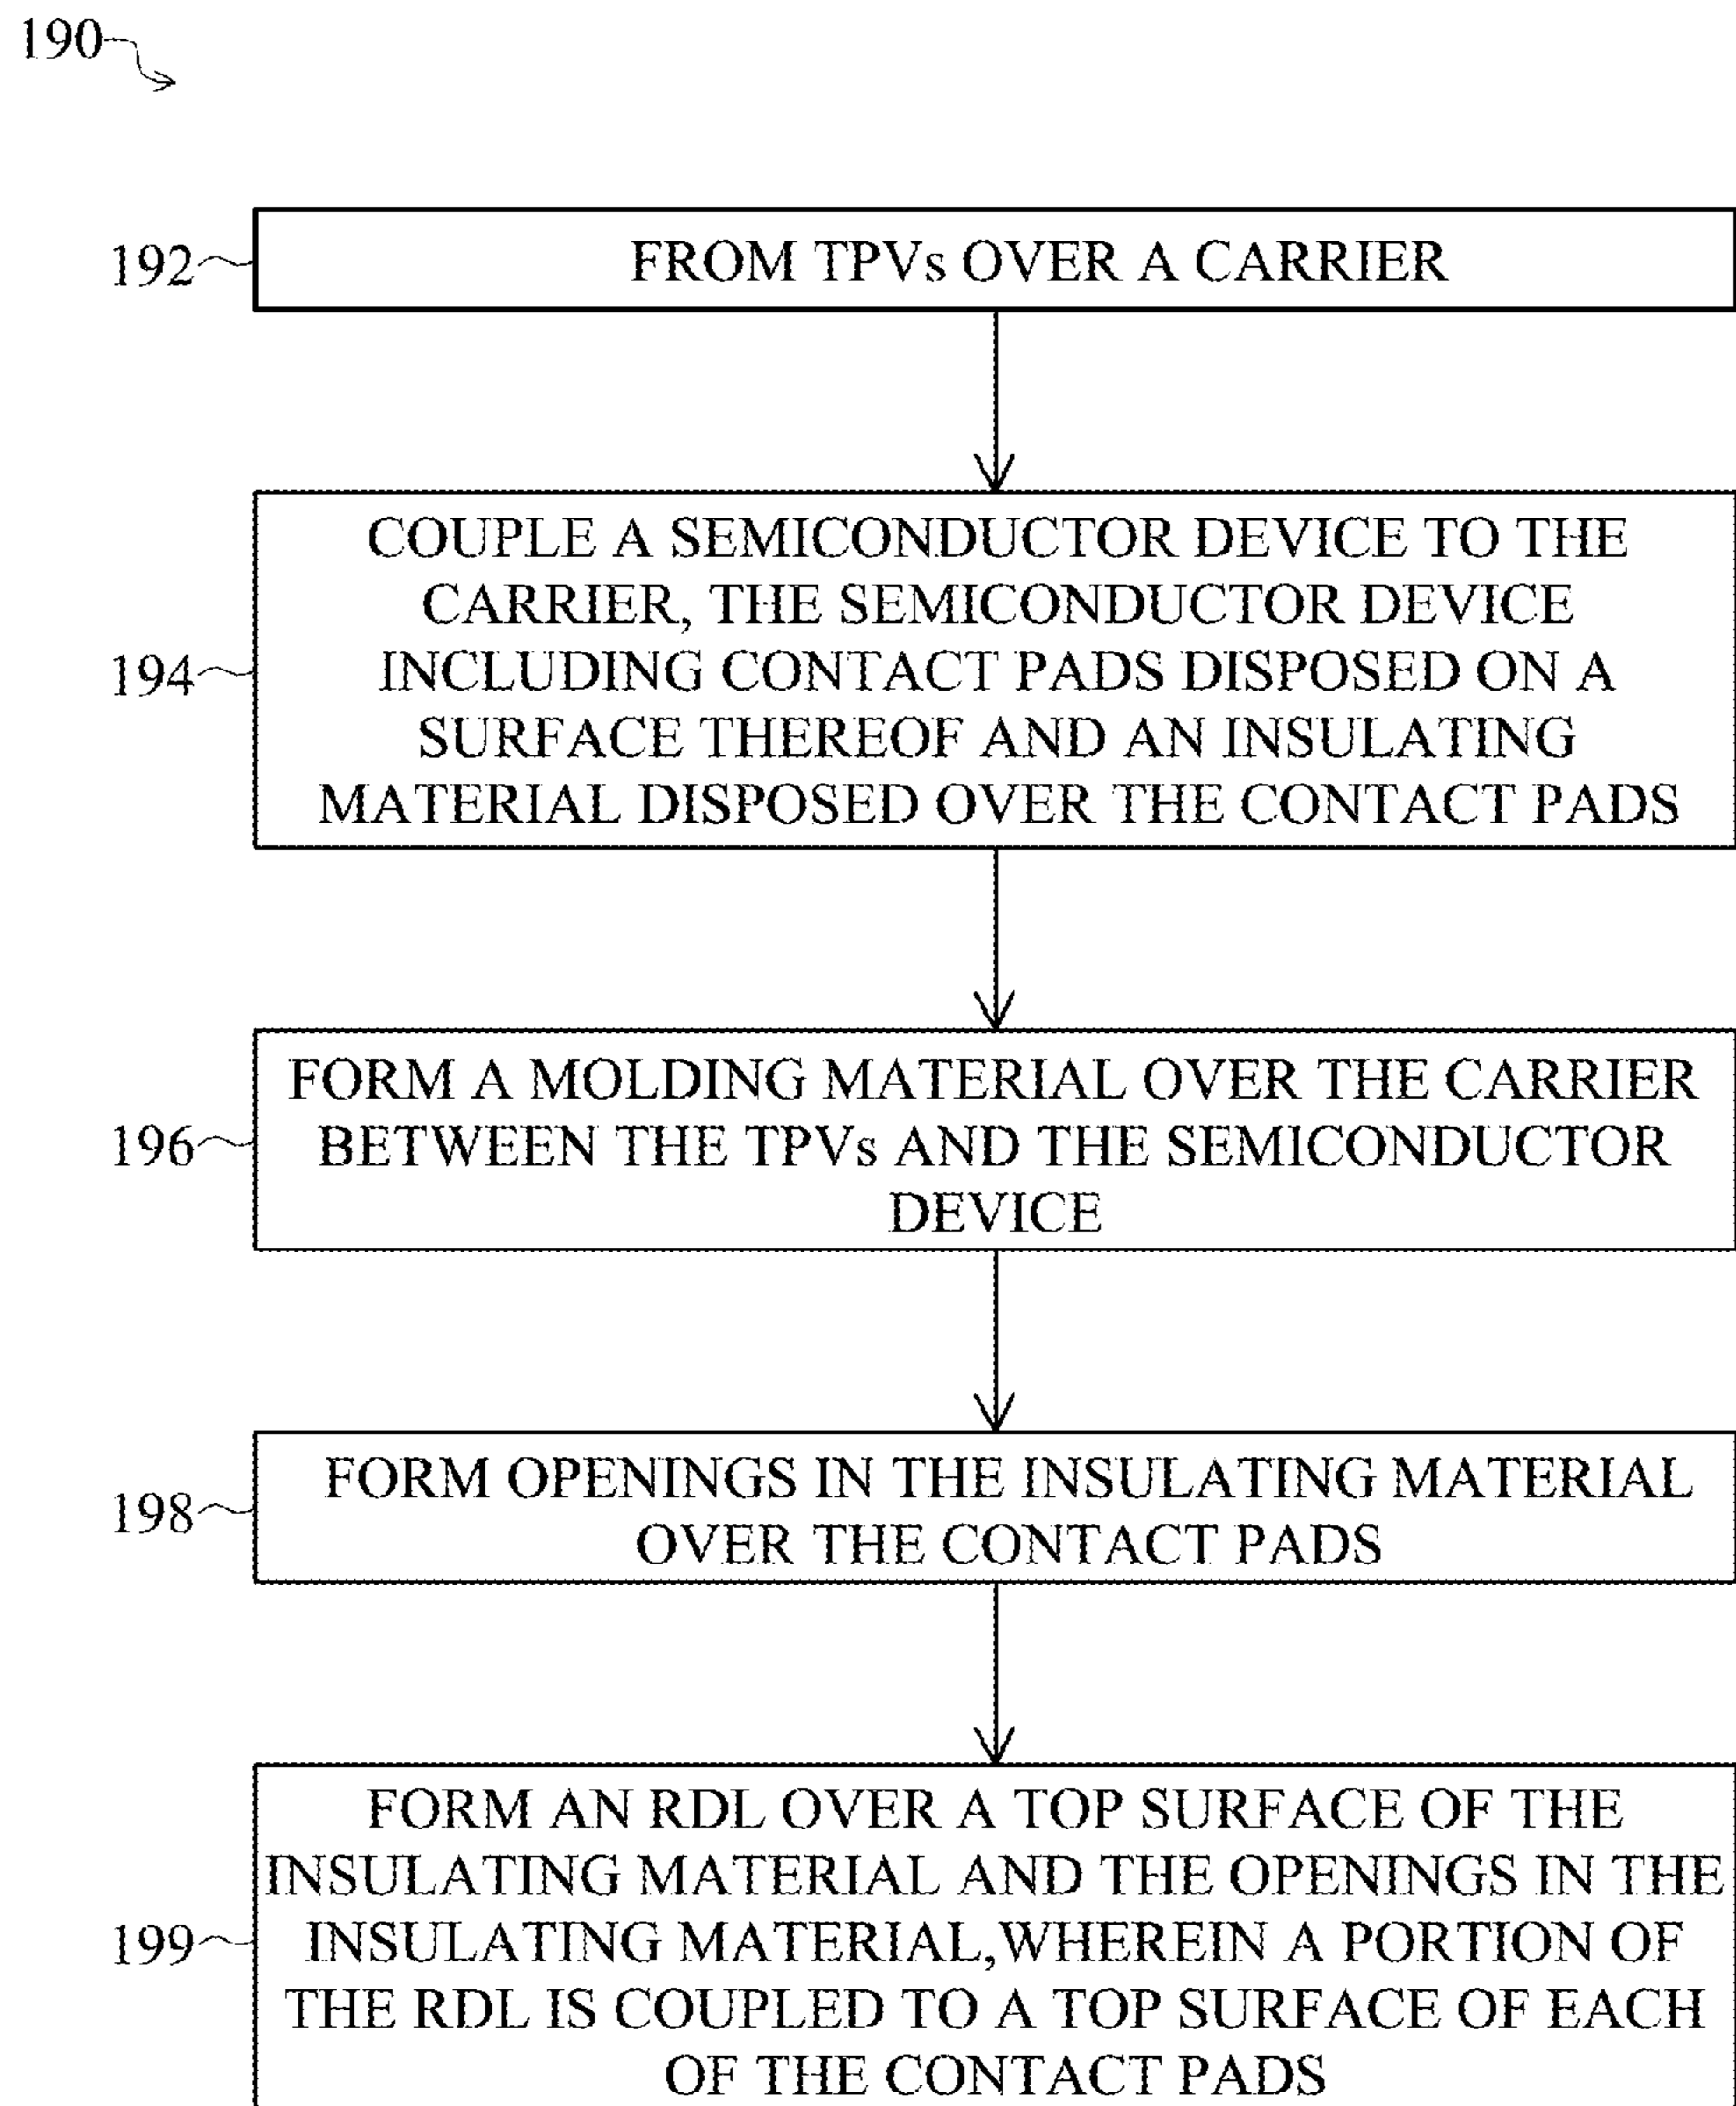 190
192
FROM TPVs OVER A CARRIER
194
COUPLE A SEMICONDUCTOR DEVICE TO THE
CARRIER, THE SEMICONDUCTOR DEVICE
INCLUDING CONTACT PADS DISPOSED ON A
SURFACE THEREOF AND AN INSULATING
MATERIAL DISPOSED OVER THE CONTACT PADS
196
FORM A MOLDING MATERIAL OVER THE CARRIER
BETWEEN THE TPVs AND THE SEMICONDUCTOR
DEVICE
198
FORM OPENINGS IN THE INSULATING MATERIAL
OVER THE CONTACT PADS
199
FORM AN RDL OVER A TOP SURFACE OF THE
INSULATING MATERIAL AND THE OPENINGS IN THE
INSULATING MATERIAL,WHEREIN A PORTION OF
THE RDL IS COUPLED TO A TOP SURFACE OF EACH
OF THE CONTACT PADS